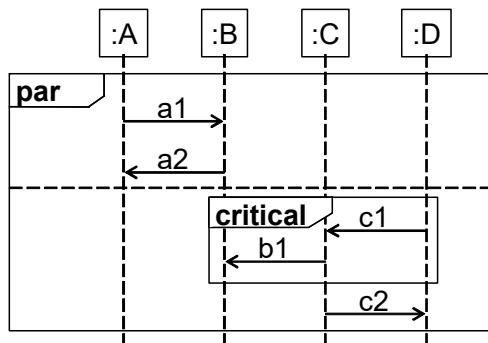 :A :B :C :D
par
a1
a2
critical
c1
b1
c2